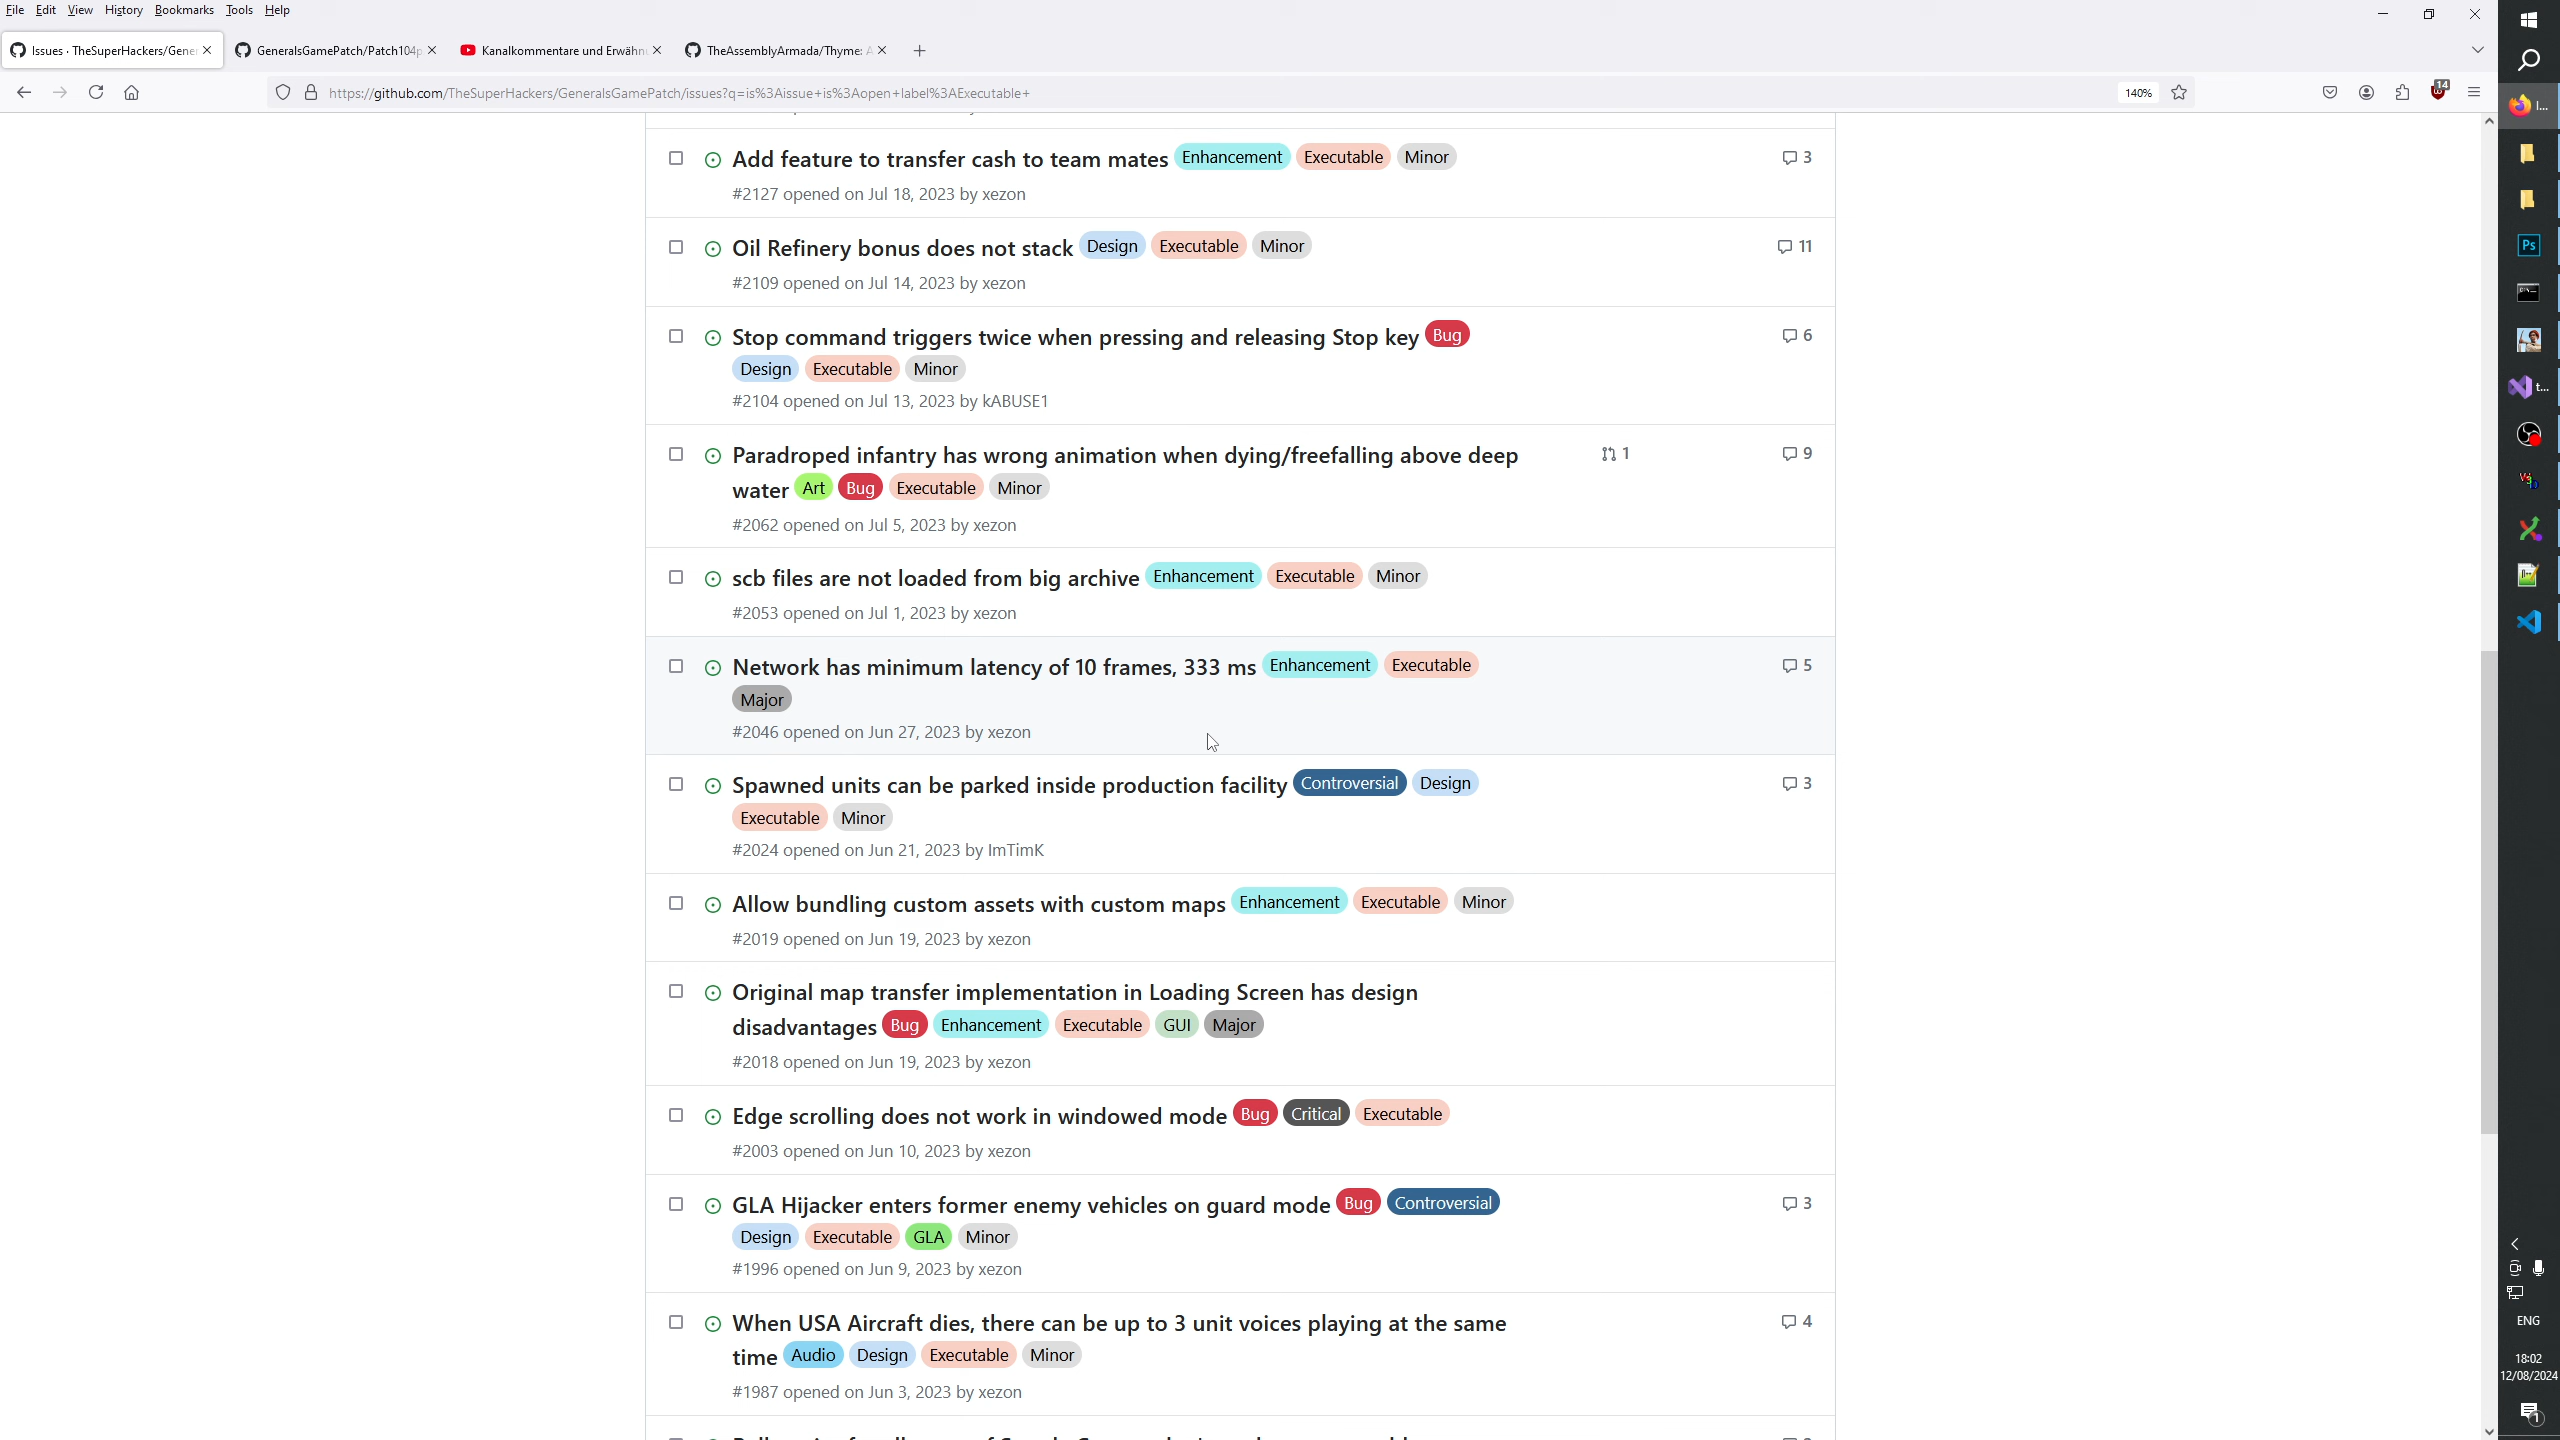 File Edit View History Bookmarks Tools Help
Issues · TheSuperHackers/Gener
GeneralsGamePatch/Patch104p
Kanalkommentare und Erwähnu
TheAssemblyArmada/Thyme: A
https://github.com/TheSuperHackers/GeneralsGamePatch/issues?q=is%3Aissue+is%3Aopen+label%3AExecutable+
140%
14
Add feature to transfer cash to team mates Enhancement Executable Minor 3
#2127 opened on Jul 18, 2023 by xezon
Oil Refinery bonus does not stack Design Executable Minor 11
#2109 opened on Jul 14, 2023 by xezon
Stop command triggers twice when pressing and releasing Stop key Bug 6
Design Executable Minor
#2104 opened on Jul 13, 2023 by kABUSE1
Paradroped infantry has wrong animation when dying/freefalling above deep 1 9
water Art Bug Executable Minor
#2062 opened on Jul 5, 2023 by xezon
scb files are not loaded from big archive Enhancement Executable Minor
#2053 opened on Jul 1, 2023 by xezon
Network has minimum latency of 10 frames, 333 ms Enhancement Executable 5
Major
#2046 opened on Jun 27, 2023 by xezon
Spawned units can be parked inside production facility Controversial Design 3
Executable Minor
#2024 opened on Jun 21, 2023 by ImTimK
Allow bundling custom assets with custom maps Enhancement Executable Minor
#2019 opened on Jun 19, 2023 by xezon
Original map transfer implementation in Loading Screen has design
disadvantages Bug Enhancement Executable GUI Major
#2018 opened on Jun 19, 2023 by xezon
Edge scrolling does not work in windowed mode Bug Critical Executable
#2003 opened on Jun 10, 2023 by xezon
GLA Hijacker enters former enemy vehicles on guard mode Bug Controversial 3
Design Executable GLA Minor
#1996 opened on Jun 9, 2023 by xezon
When USA Aircraft dies, there can be up to 3 unit voices playing at the same 4
time Audio Design Executable Minor
#1987 opened on Jun 3, 2023 by xezon
I...
Ps
t...
ENG
18:02
12/08/2024
1